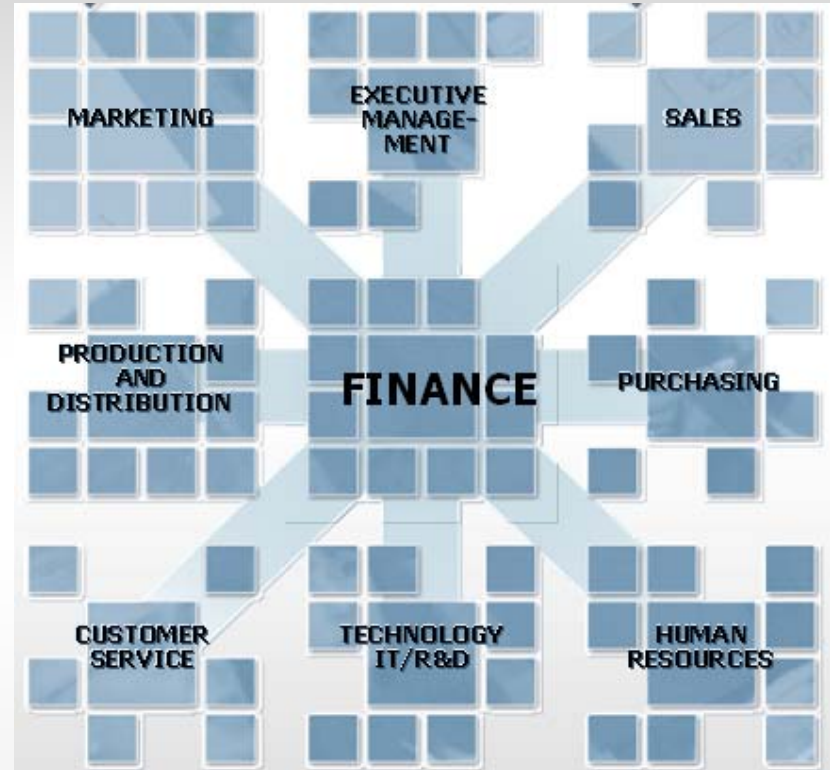 MARKETING
EXECUTIVE
MANAGE-
MENT
SALES
PRODUCTION
AND
DISTRIBUTION
FINANCE
PURCHASING
CUSTOMER
SERVICE
TECHNOLOGY
IT/R&D
HUMAN
RESOURCES